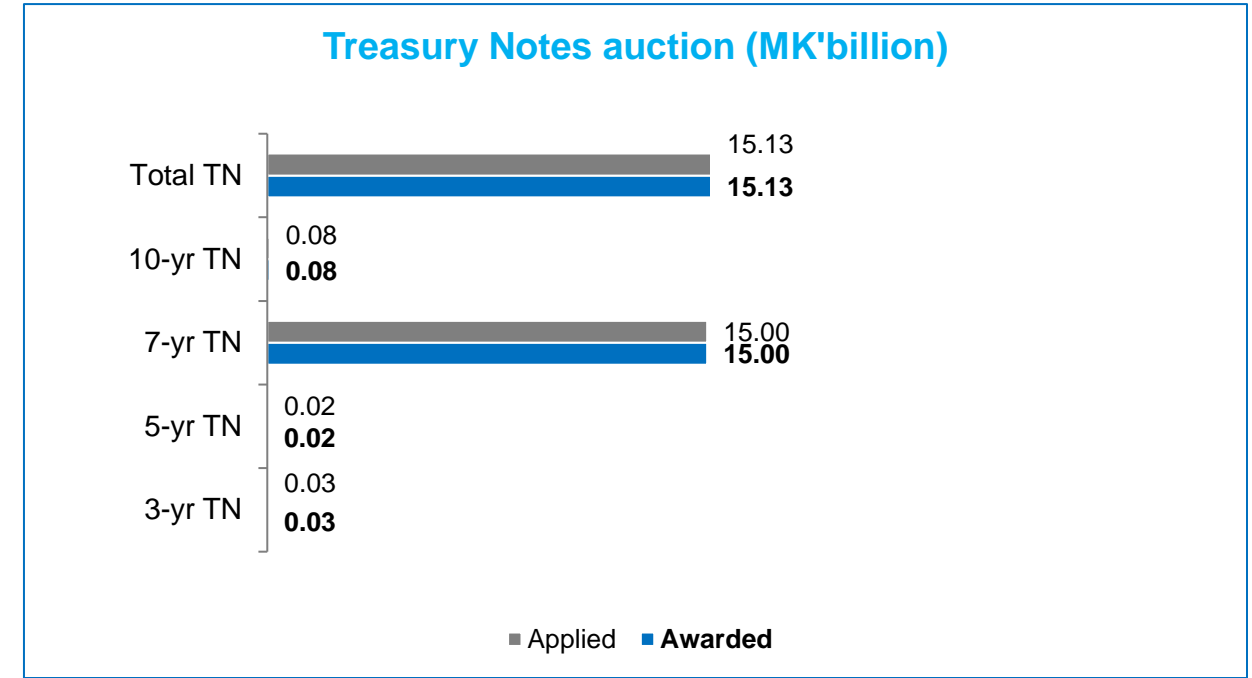 Treasury Notes auction (MK'billion)
Total TN
15.13
15.13
10-yr TN
0.08
0.08
7-yr TN
15.00
15.00
5-yr TN
0.02
0.02
3-yr TN
0.03
0.03
Applied Awarded